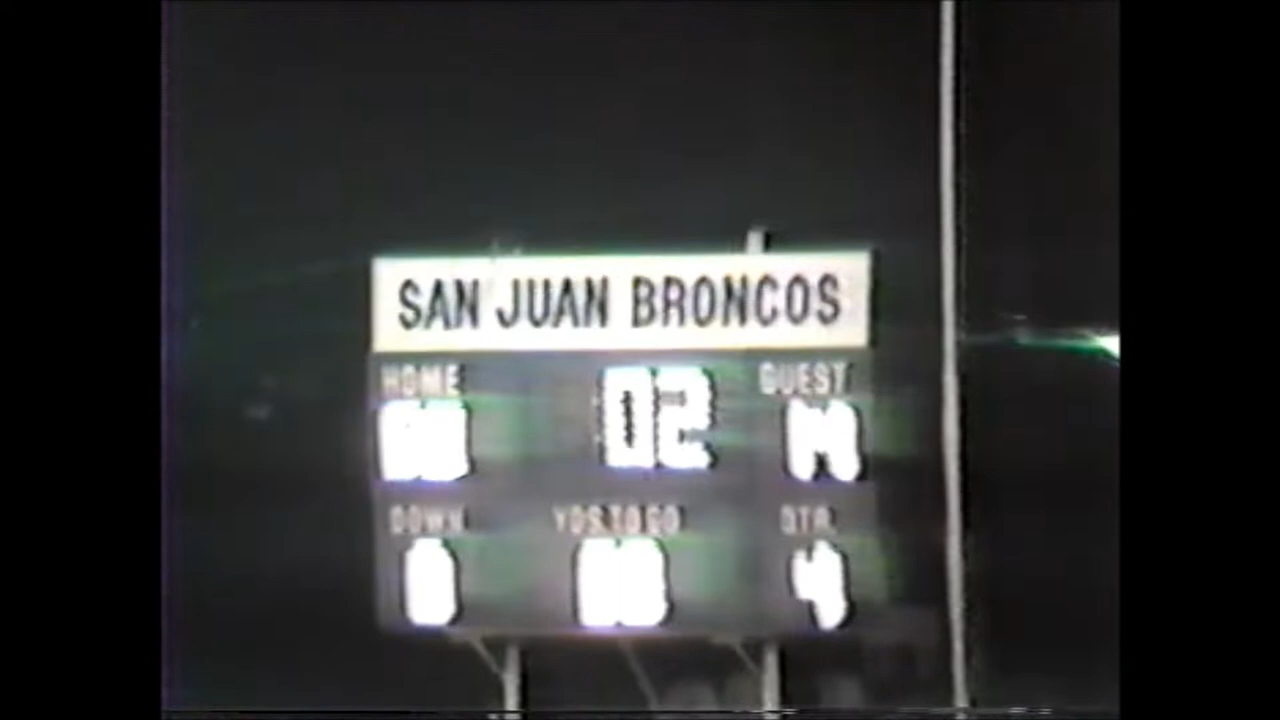 SAN JUAN BRONCOS
HOME 02 GUEST
14
DOWN YDS TO GO QTR.
4